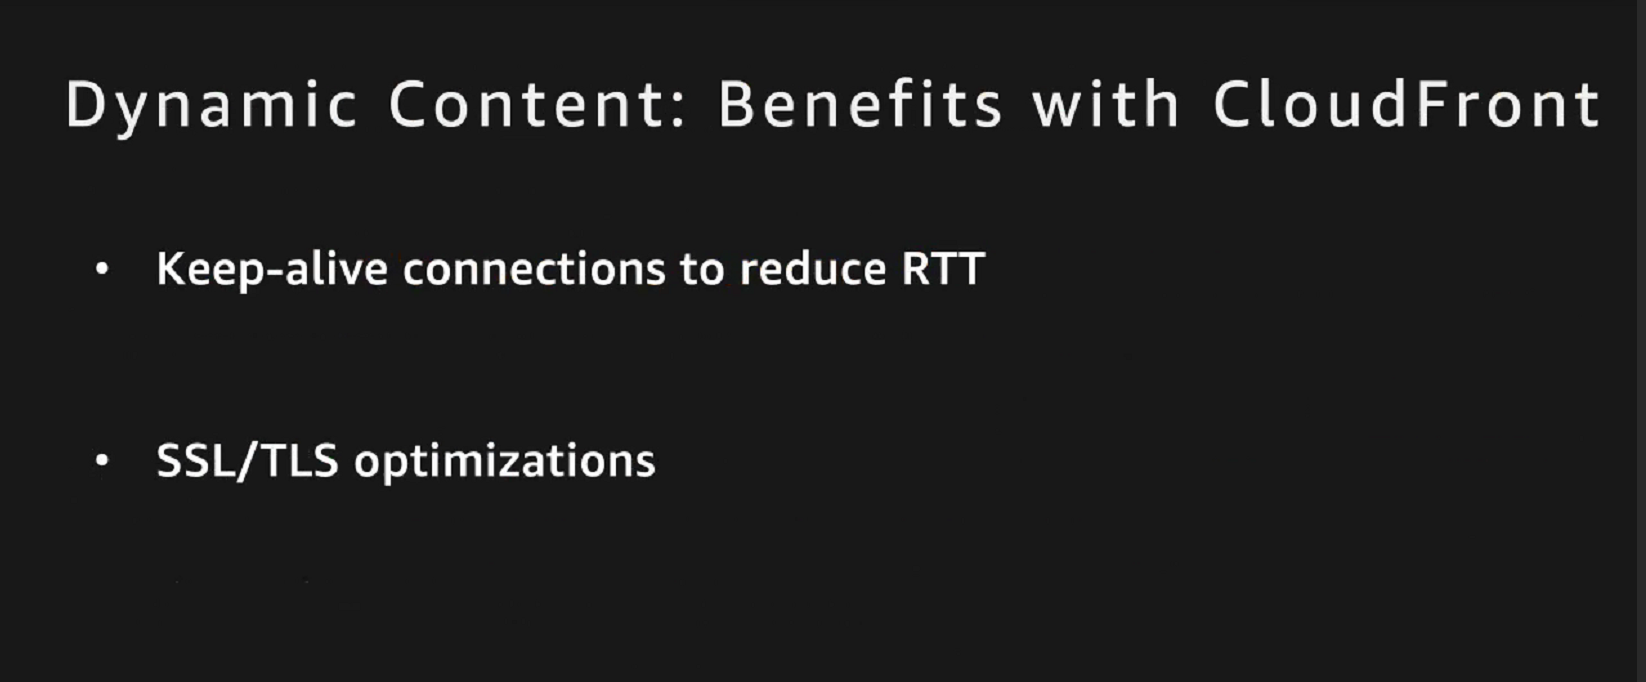 Dynamic Content: Benefits with CloudFront
• Keep-alive connections to reduce RTT
• SSL/TLS optimizations